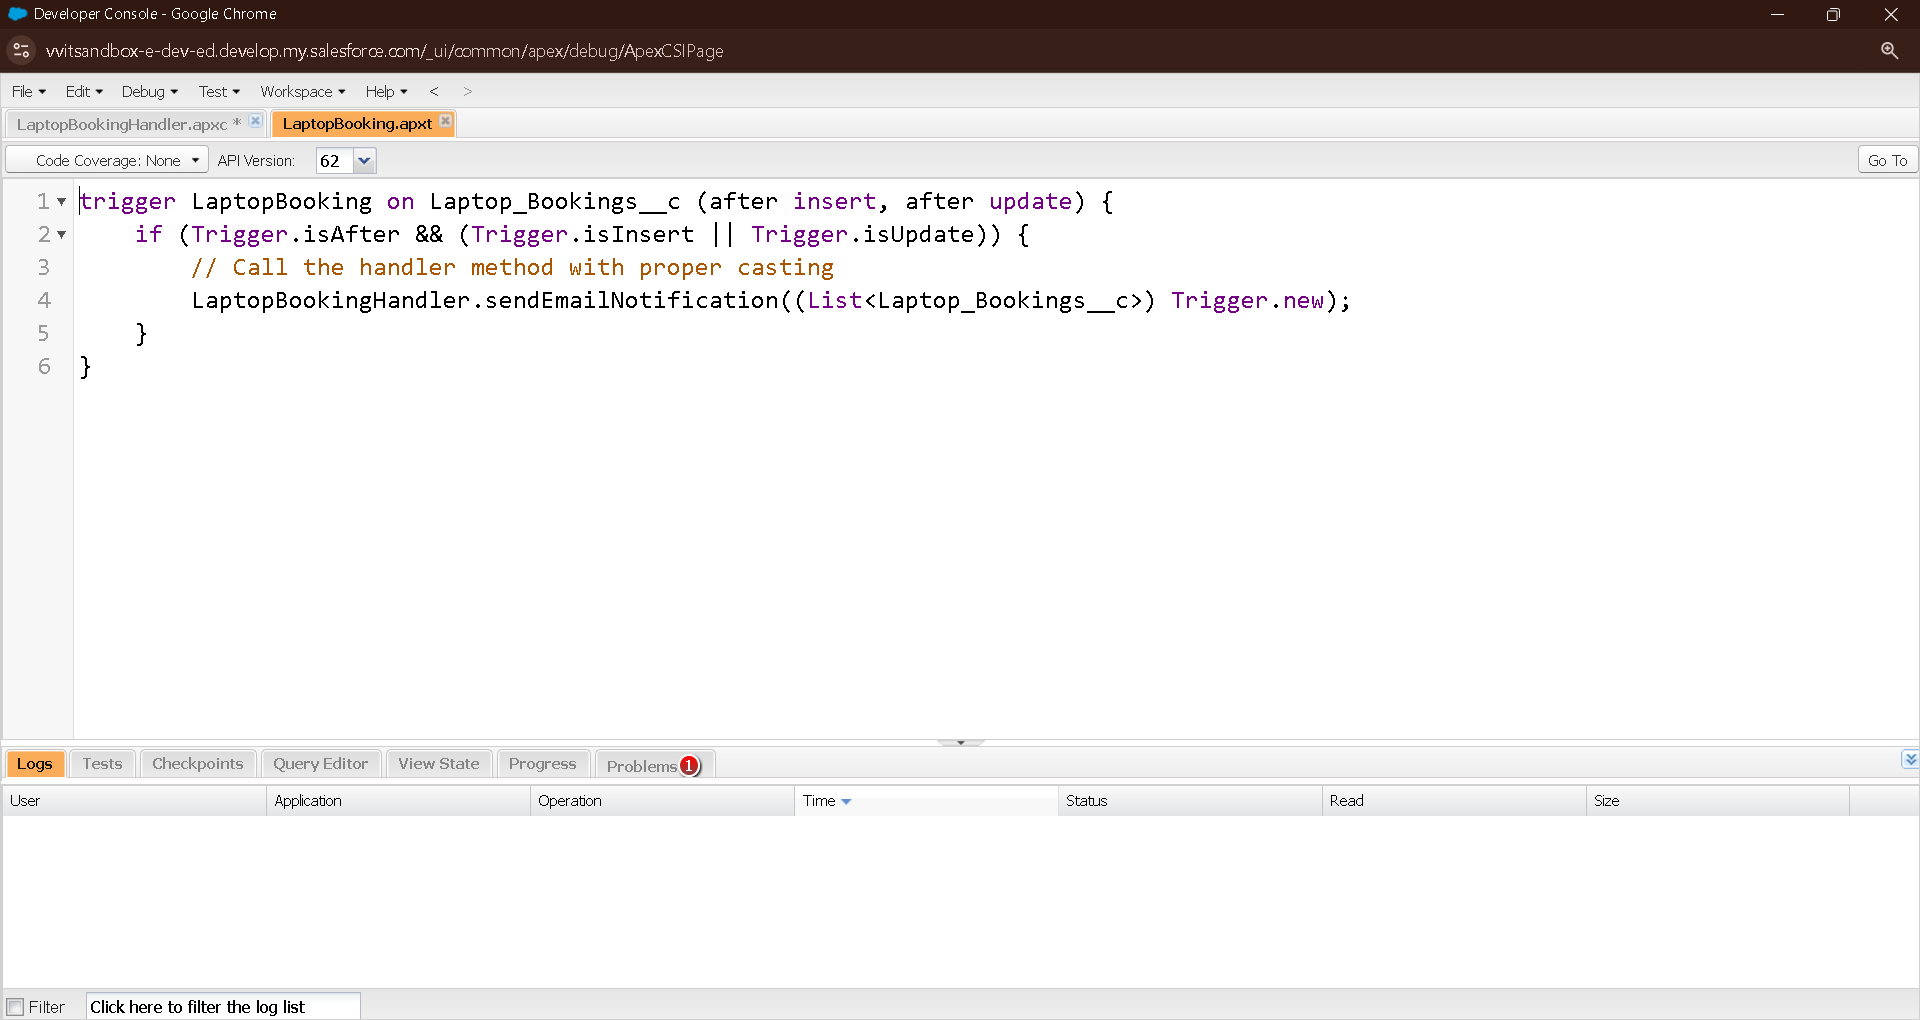 Developer Console - Google Chrome
vvitsandbox-e-dev-ed.develop.my.salesforce.com/_ui/common/apex/debug/ApexCSIPage
File Edit Debug Test Workspace Help < >
LaptopBookingHandler.apxc * LaptopBooking.apxt
Code Coverage: None API Version: 62 Go To
1 trigger LaptopBooking on Laptop_Bookings__c (after insert, after update) {
2 if (Trigger.isAfter && (Trigger.isInsert || Trigger.isUpdate)) {
3 // Call the handler method with proper casting
4 LaptopBookingHandler.sendEmailNotification((List<Laptop_Bookings__c>) Trigger.new);
5 }
6 }
Logs Tests Checkpoints Query Editor View State Progress Problems 1
User Application Operation Time Status Read Size
Filter Click here to filter the log list